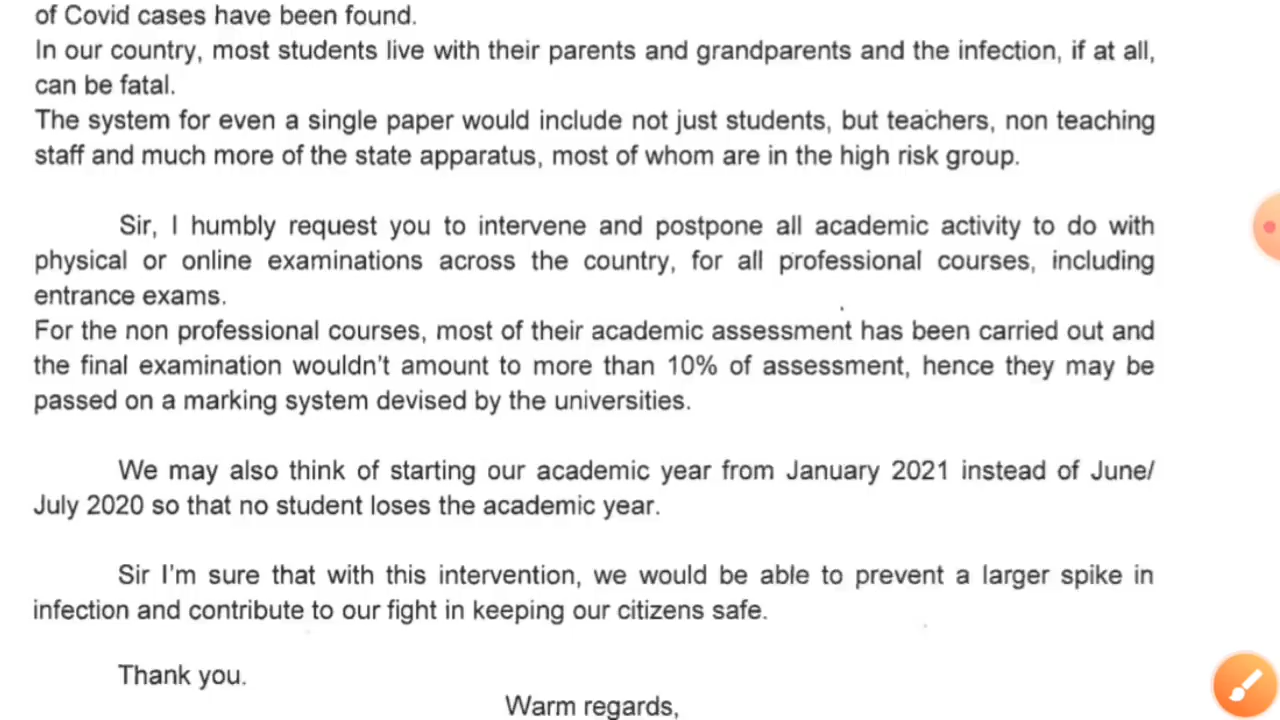 of Covid cases have been found.
In our country, most students live with their parents and grandparents and the infection, if at all,
can be fatal.
The system for even a single paper would include not just students, but teachers, non teaching
staff and much more of the state apparatus, most of whom are in the high risk group.
Sir, I humbly request you to intervene and postpone all academic activity to do with
physical or online examinations across the country, for all professional courses, including
entrance exams.
For the non professional courses, most of their academic assessment has been carried out and
the final examination wouldn't amount to more than 10% of assessment, hence they may be
passed on a marking system devised by the universities.
We may also think of starting our academic year from January 2021 instead of June/
July 2020 so that no student loses the academic year.
Sir I'm sure that with this intervention, we would be able to prevent a larger spike in
infection and contribute to our fight in keeping our citizens safe.
Thank you.
Warm regards,